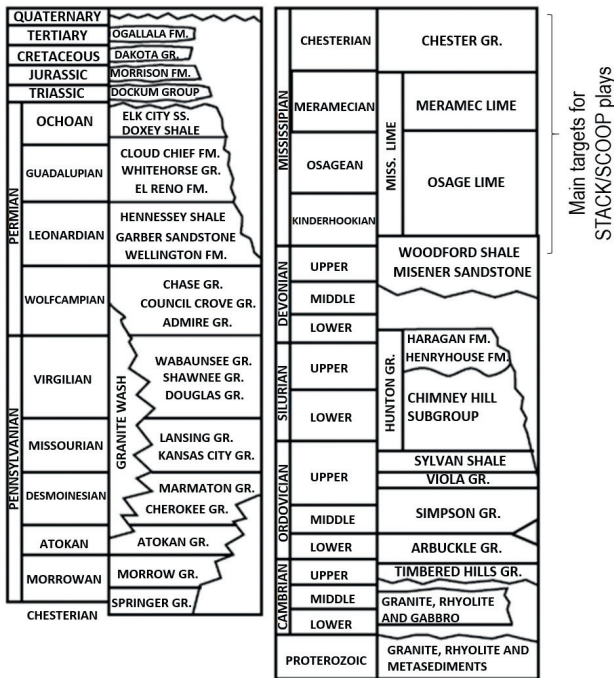 QUATERNARY
TERTIARY
OGALLALA FM.
CRETACEOUS
DAKOTA GR.
JURASSIC
MORRISON FM.
TRIASSIC
DOCKUM GROUP
PERMIAN
OCHOAN
ELK CITY SS.
DOXEY SHALE
GUADALUPIAN
CLOUD CHIEF FM.
WHITEHORSE GR.
EL RENO FM.
LEONARDIAN
HENNESSEY SHALE
GARBER SANDSTONE
WELLINGTON FM.
WOLFCAMPIAN
CHASE GR.
COUNCIL CROVE GR.
ADMIRE GR.
PENNSYLVANIAN
GRANITE WASH
VIRGILIAN
WABAUNSEE GR.
SHAWNEE GR.
DOUGLAS GR.
MISSOURIAN
LANSING GR.
KANSAS CITY GR.
DESMOINESIAN
MARMATON GR.
CHEROKEE GR.
ATOKAN
ATOKAN GR.
MORROWAN
MORROW GR.
SPRINGER GR.
CHESTERIAN
MISSISSIPPIAN
CHESTERIAN
CHESTER GR.
MERAMECIAN
MISS. LIME
MERAMEC LIME
OSAGEAN
OSAGE LIME
KINDERHOOKIAN
DEVONIAN
UPPER
WOODFORD SHALE
MISENER SANDSTONE
MIDDLE
LOWER
HUNTON GR.
HARAGAN FM.
HENRYHOUSE FM.
SILURIAN
UPPER
CHIMNEY HILL
SUBGROUP
LOWER
ORDOVICIAN
UPPER
SYLVAN SHALE
VIOLA GR.
SIMPSON GR.
MIDDLE
LOWER
ARBUCKLE GR.
CAMBRIAN
UPPER
TIMBERED HILLS GR.
MIDDLE
GRANITE, RHYOLITE
AND GABBRO
LOWER
PROTEROZOIC
GRANITE, RHYOLITE AND
METASEDIMENTS
Main targets for
STACK/SCOOP plays